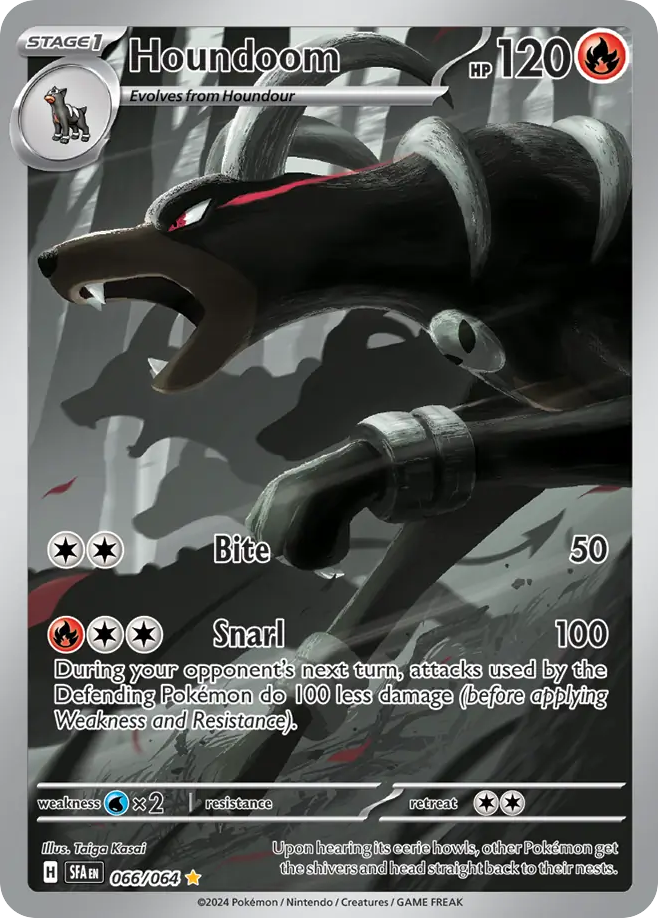 STAGE 1
Houndoom
HP 120
Evolves from Houndour
Bite 50
Snarl 100
During your opponent's next turn, attacks used by the
Defending Pokémon do 100 less damage (before applying
Weakness and Resistance).
weakness ×2 resistance retreat
Illus. Taiga Kasai
Upon hearing its eerie howls, other Pokémon get
the shivers and head straight back to their nests.
H SFA EN 066/064
©2024 Pokémon / Nintendo / Creatures / GAME FREAK